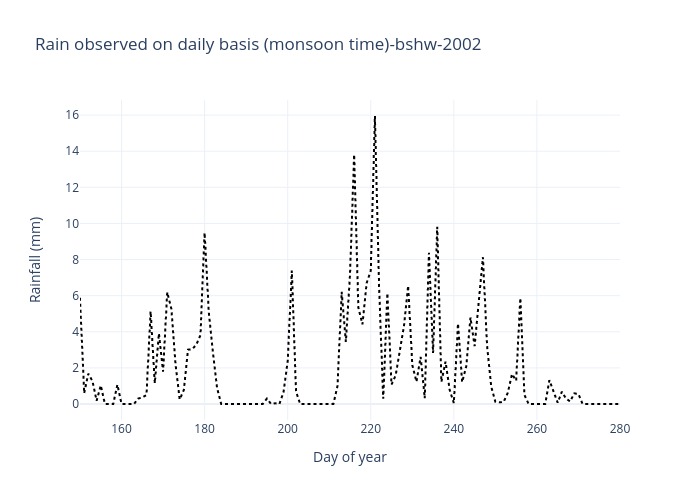 Rain observed on daily basis (monsoon time)-bshw-2002
16
14
12
10
8
6
4
2
0
Rainfall (mm)
160 180 200 220 240 260 280
Day of year